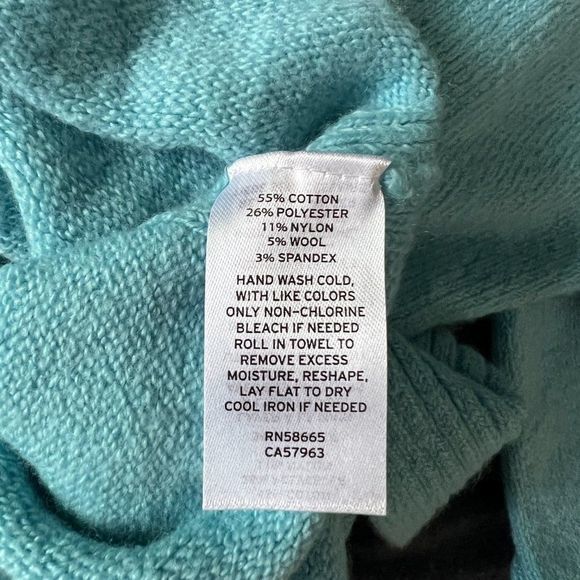 55% COTTON
26% POLYESTER
11% NYLON
5% WOOL
3% SPANDEX
HAND WASH COLD,
WITH LIKE COLORS
ONLY NON-CHLORINE
BLEACH IF NEEDED
ROLL IN TOWEL TO
REMOVE EXCESS
MOISTURE, RESHAPE,
LAY FLAT TO DRY
COOL IRON IF NEEDED
RN58665
CA57963